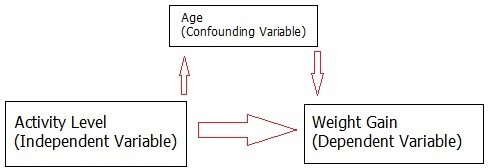 Age
(Confounding Variable)
Activity Level
(Independent Variable)
Weight Gain
(Dependent Variable)